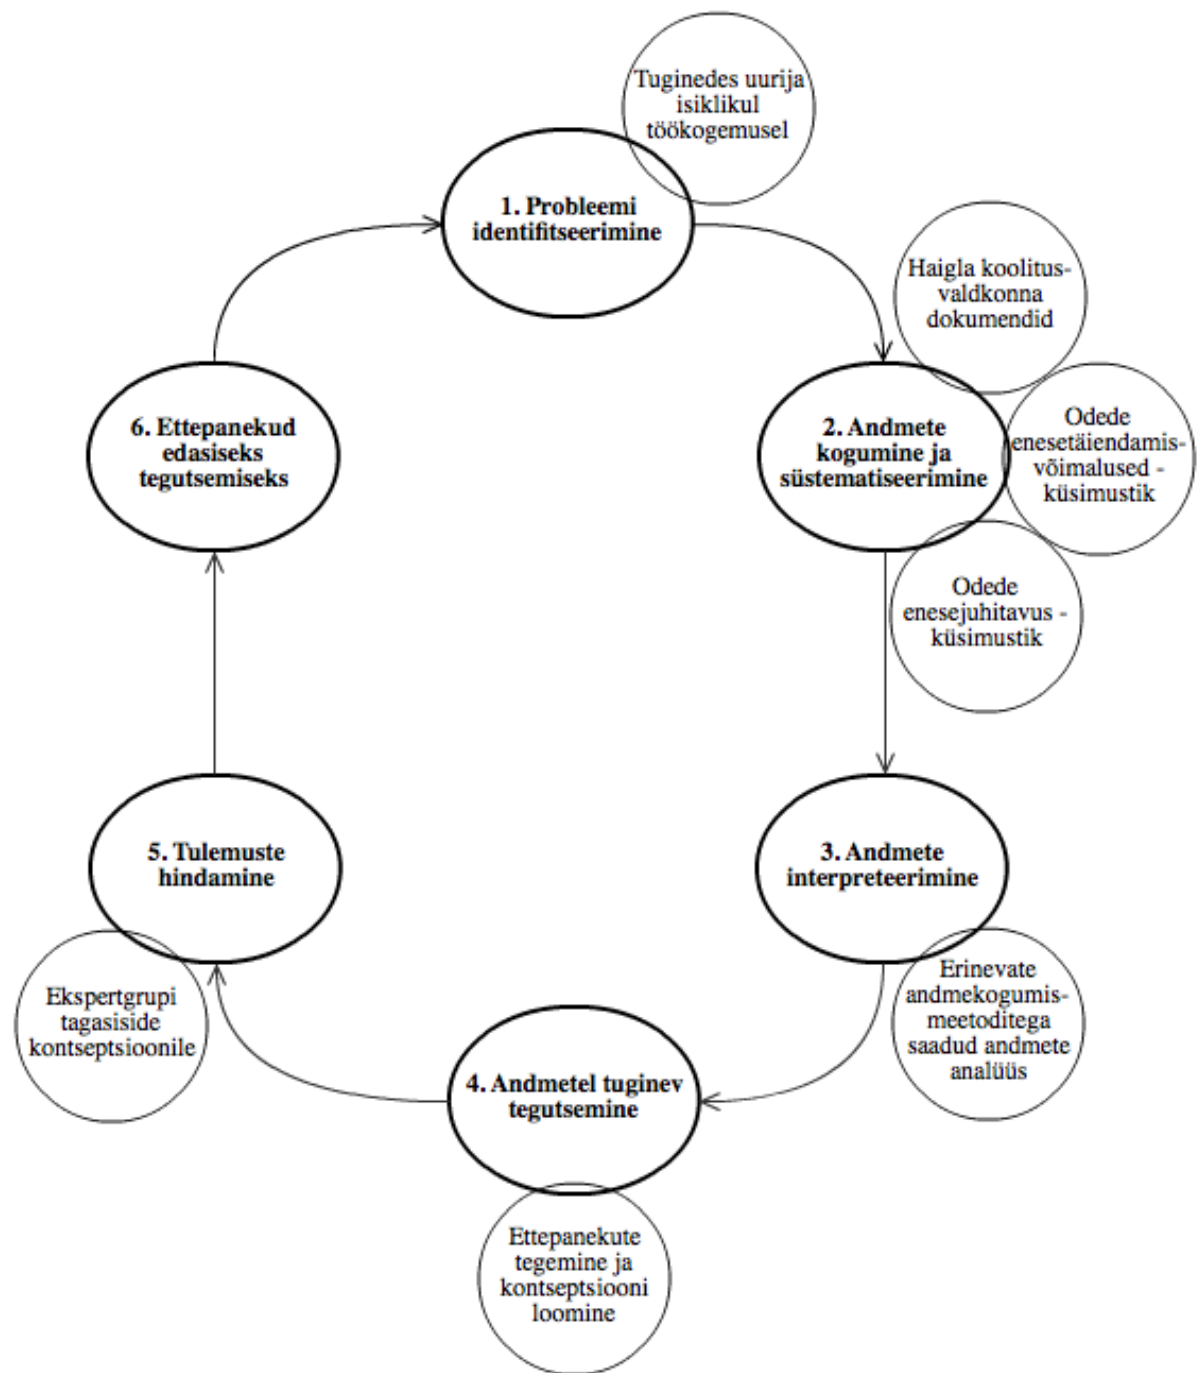 Tuginedes uurija
isiklikul
töökogemusel
1. Probleemi
identifitseerimine
Haigla koolitus-
valdkonna
dokumendid
2. Andmete
kogumine ja
süstematiseerimine
Odede
enesetäiendamis-
võimalused -
küsimustik
Odede
enesejuhitavus -
küsimustik
3. Andmete
interpreteerimine
Erinevate
andmekogumis-
meetoditega
saadud andmete
analüüs
4. Andmetel tuginev
tegutsemine
Ettepanekute
tegemine ja
kontseptsiooni
loomine
5. Tulemuste
hindamine
Ekspertgrupi
tagasiside
kontseptsioonile
6. Ettepanekud
edasiseks
tegutsemiseks